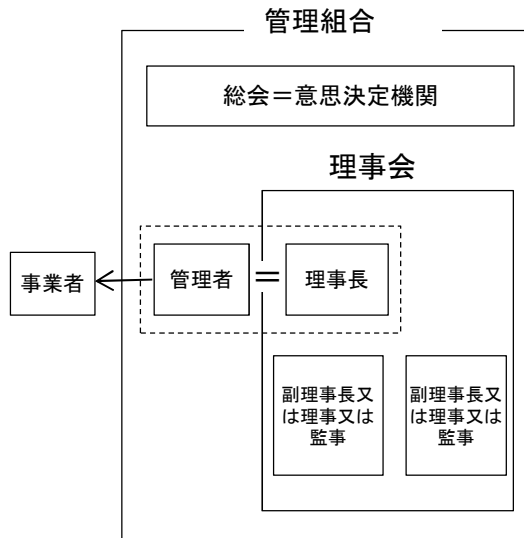 管理組合
総会＝意思決定機関
理事会
事業者
管理者
＝
理事長
副理事長又
は理事又は
監事
副理事長又
は理事又は
監事